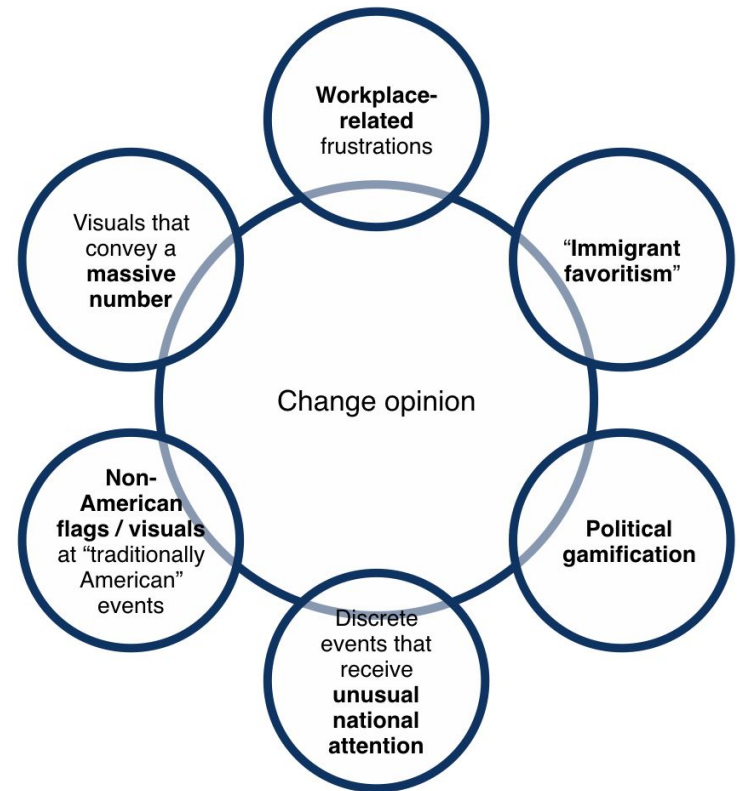 Workplace-
related
frustrations
Visuals that
convey a
massive
number
“Immigrant
favoritism”
Change opinion
Non-
American
flags / visuals
at “traditionally
American”
events
Political
gamification
Discrete
events that
receive
unusual
national
attention